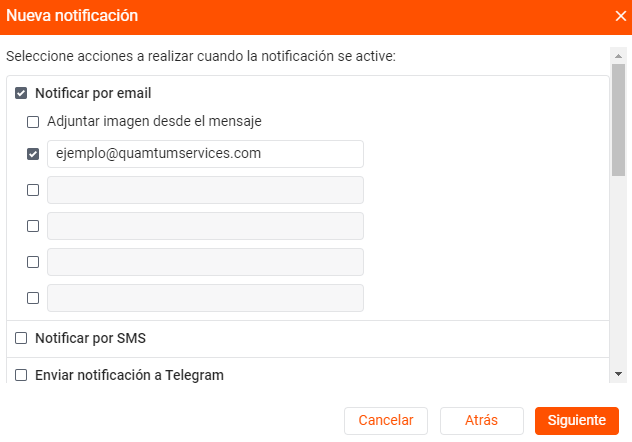 Nueva notificación
Seleccione acciones a realizar cuando la notificación se active:
Notificar por email
Adjuntar imagen desde el mensaje
ejemplo@quamtumservices.com
Notificar por SMS
Enviar notificación a Telegram
Cancelar
Atrás
Siguiente